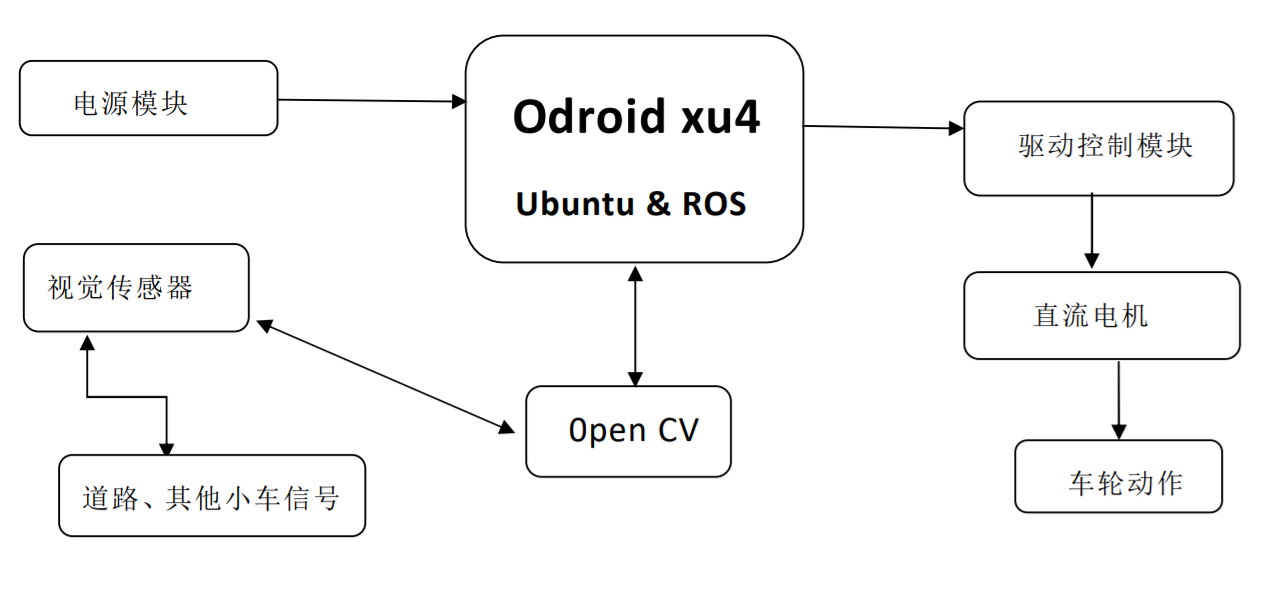 电源模块
Odroid xu4
Ubuntu & ROS
驱动控制模块
视觉传感器
直流电机
Open CV
道路、其他小车信号
车轮动作